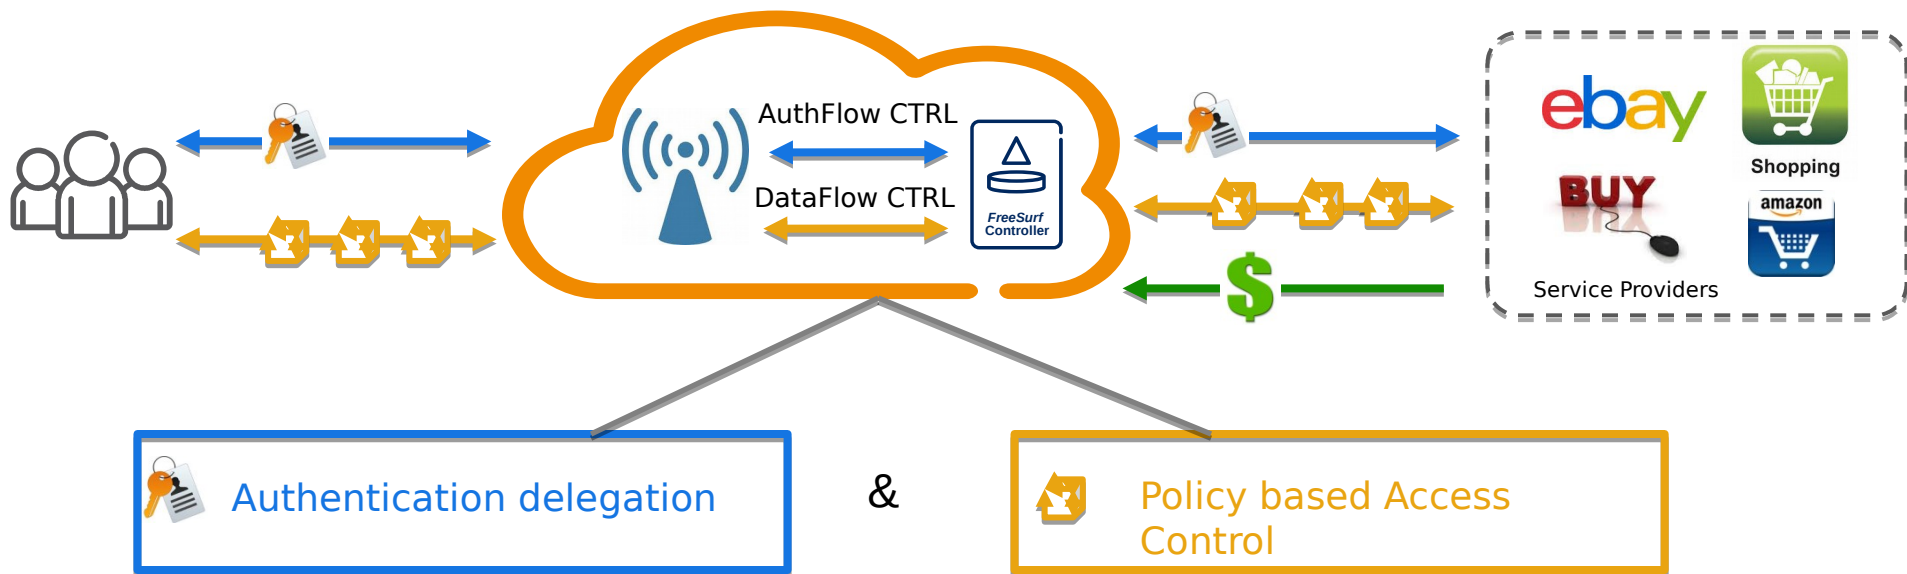 AuthFlow CTRL
DataFlow CTRL
FreeSurf
Controller
ebay
Shopping
BUY
amazon
Service Providers
$
Authentication delegation
&
Policy based Access
Control